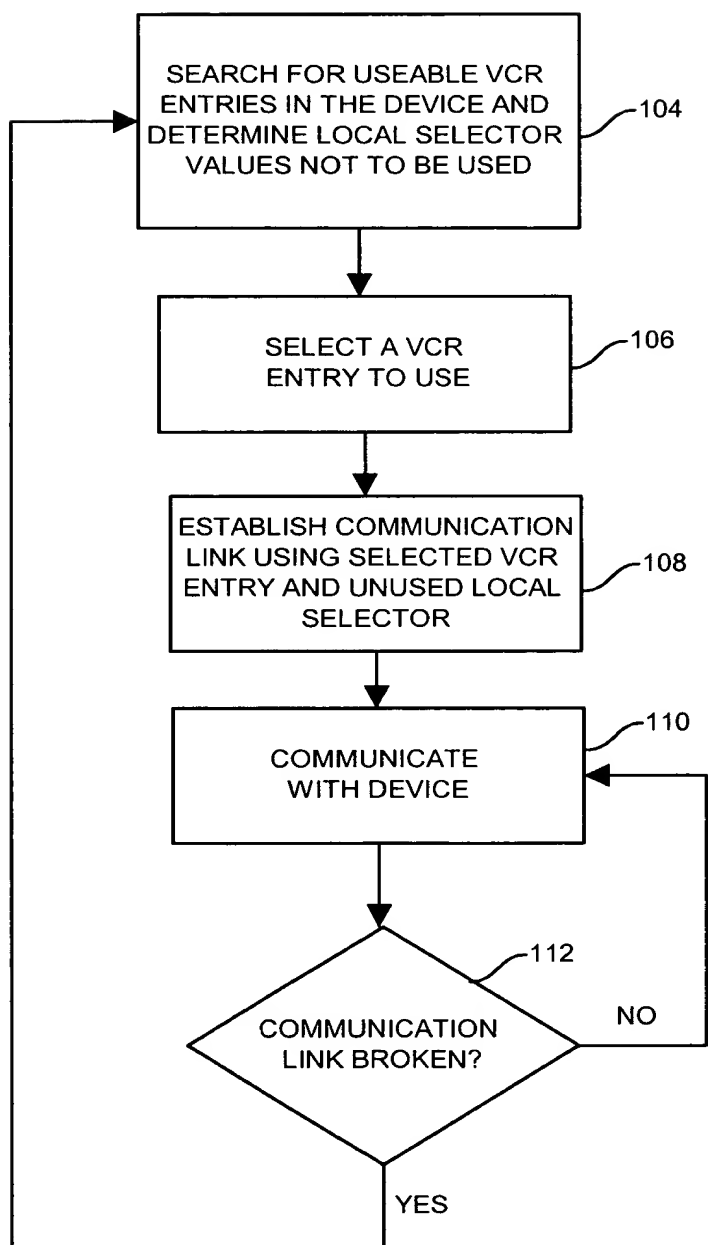 SEARCH FOR USEABLE VCR
ENTRIES IN THE DEVICE AND
DETERMINE LOCAL SELECTOR
VALUES NOT TO BE USED
104
SELECT A VCR
ENTRY TO USE
106
ESTABLISH COMMUNICATION
LINK USING SELECTED VCR
ENTRY AND UNUSED LOCAL
SELECTOR
108
COMMUNICATE
WITH DEVICE
110
COMMUNICATION
LINK BROKEN?
112
NO
YES